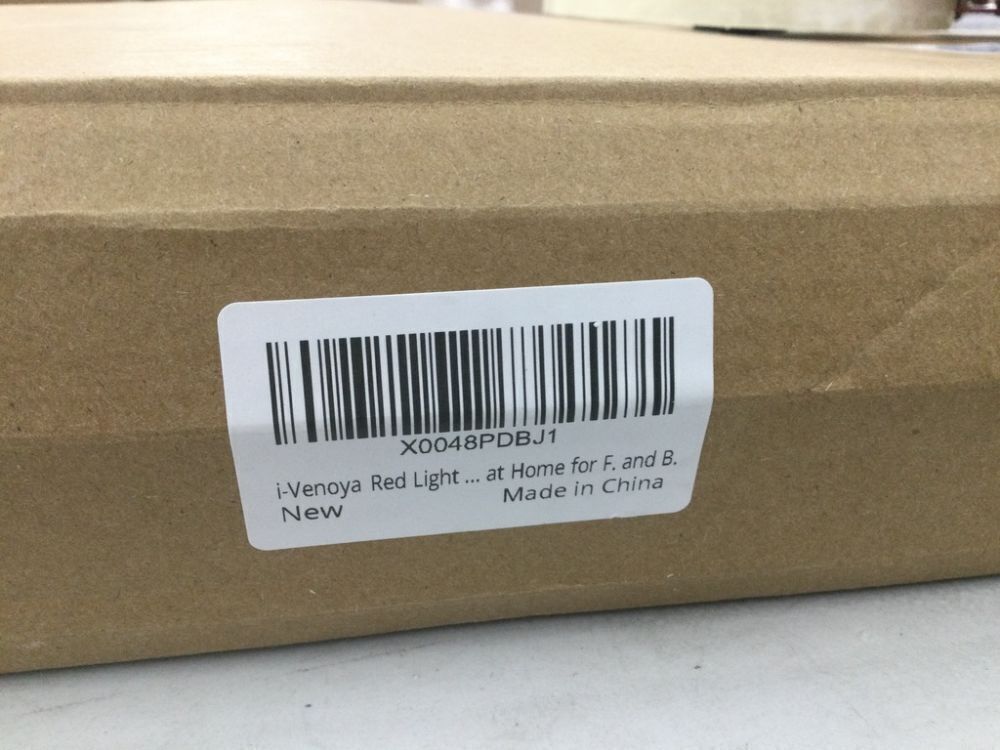 X0048PDBJ1
i-Venoya Red Light ... at Home for F. and B.
New Made in China